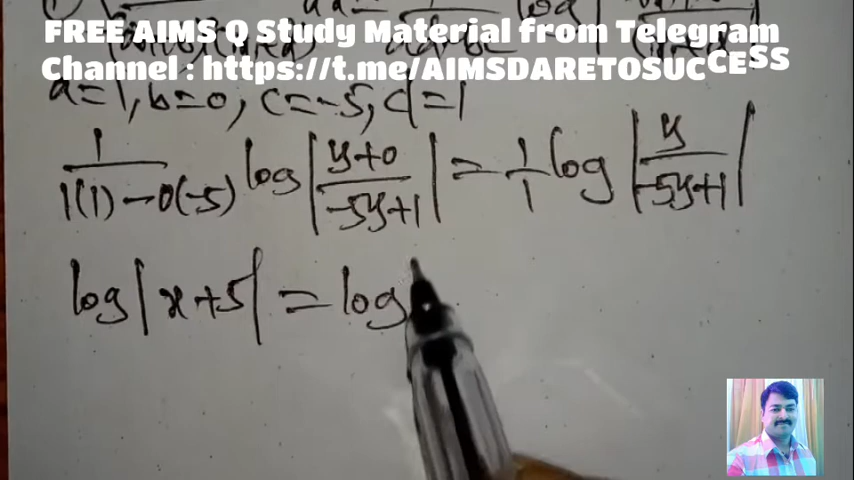 FREE AIMS Q Study Material from Telegram
Channel : https://t.me/AIMSDARETOSUCCESS
a=1, b=0, c=-5, d=1
1/(1(1)-0(-5)) log|(y+0)/(-5y+1)| = 1/1 log|y/(-5y+1)|
log|x+5| = log